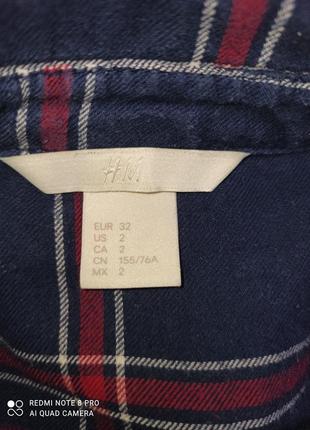 H&M
EUR 32
US 2
CA 2
CN 155/76A
MX 2
REDMI NOTE 8 PRO
AI QUAD CAMERA